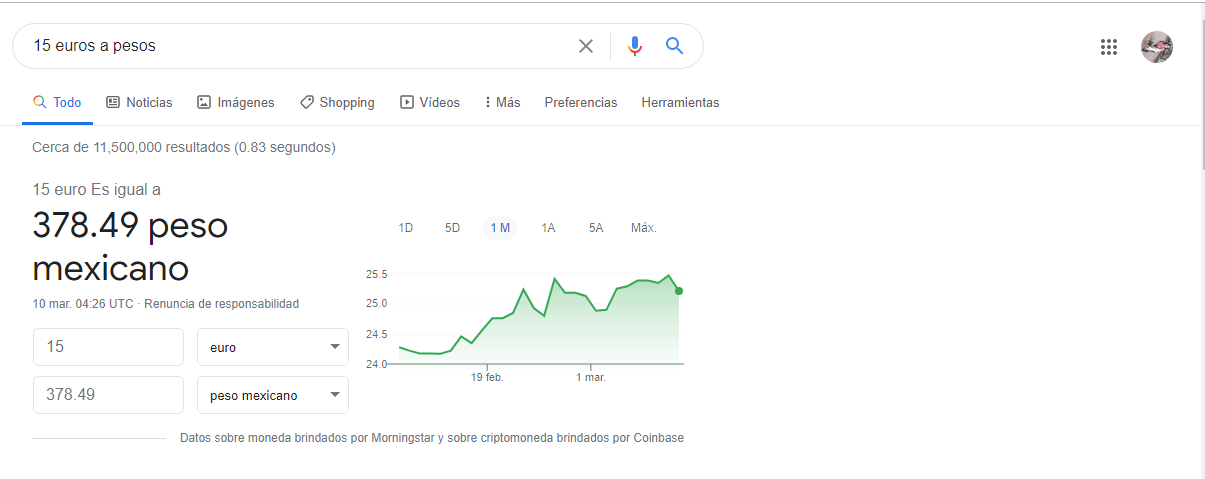 15 euros a pesos
Todo Noticias Imágenes Shopping Vídeos Más Preferencias Herramientas
Cerca de 11,500,000 resultados (0.83 segundos)
15 euro Es igual a
378.49 peso
mexicano
10 mar. 04:26 UTC · Renuncia de responsabilidad
15 euro
378.49 peso mexicano
1D 5D 1 M 1A 5A Máx.
25.5
25.0
24.5
24.0
19 feb. 1 mar.
Datos sobre moneda brindados por Morningstar y sobre criptomoneda brindados por Coinbase